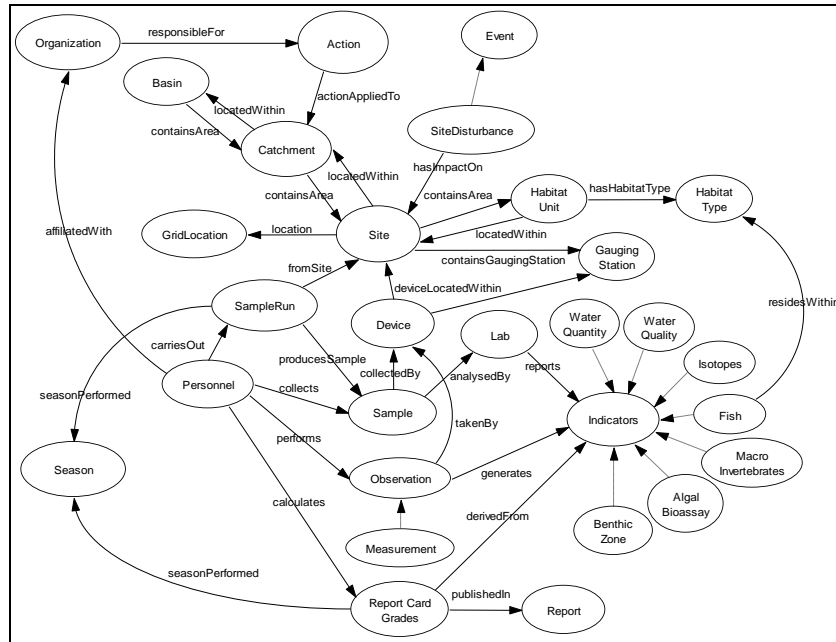 responsibleFor
Organization
Action
Event
Basin
locatedWithin
actionAppliedTo
SiteDisturbance
containsArea
Catchment
hasImpactOn
locatedWithin
containsArea
containsArea
Habitat
Unit
hasHabitatType
Habitat
Type
affiliatedWith
GridLocation
location
Site
locatedWithin
containsGaugingStation
Gauging
Station
fromSite
deviceLocatedWithin
SampleRun
Device
Lab
Water
Quantity
Water
Quality
residesWithin
carriesOut
producesSample
collectedBy
analysedBy
reports
Isotopes
seasonPerformed
Personnel
collects
Sample
Indicators
Fish
takenBy
performs
Season
Observation
generates
Macro
Invertebrates
calculates
derivedFrom
Algal
Bioassay
Benthic
Zone
Measurement
seasonPerformed
Report Card
Grades
publishedIn
Report